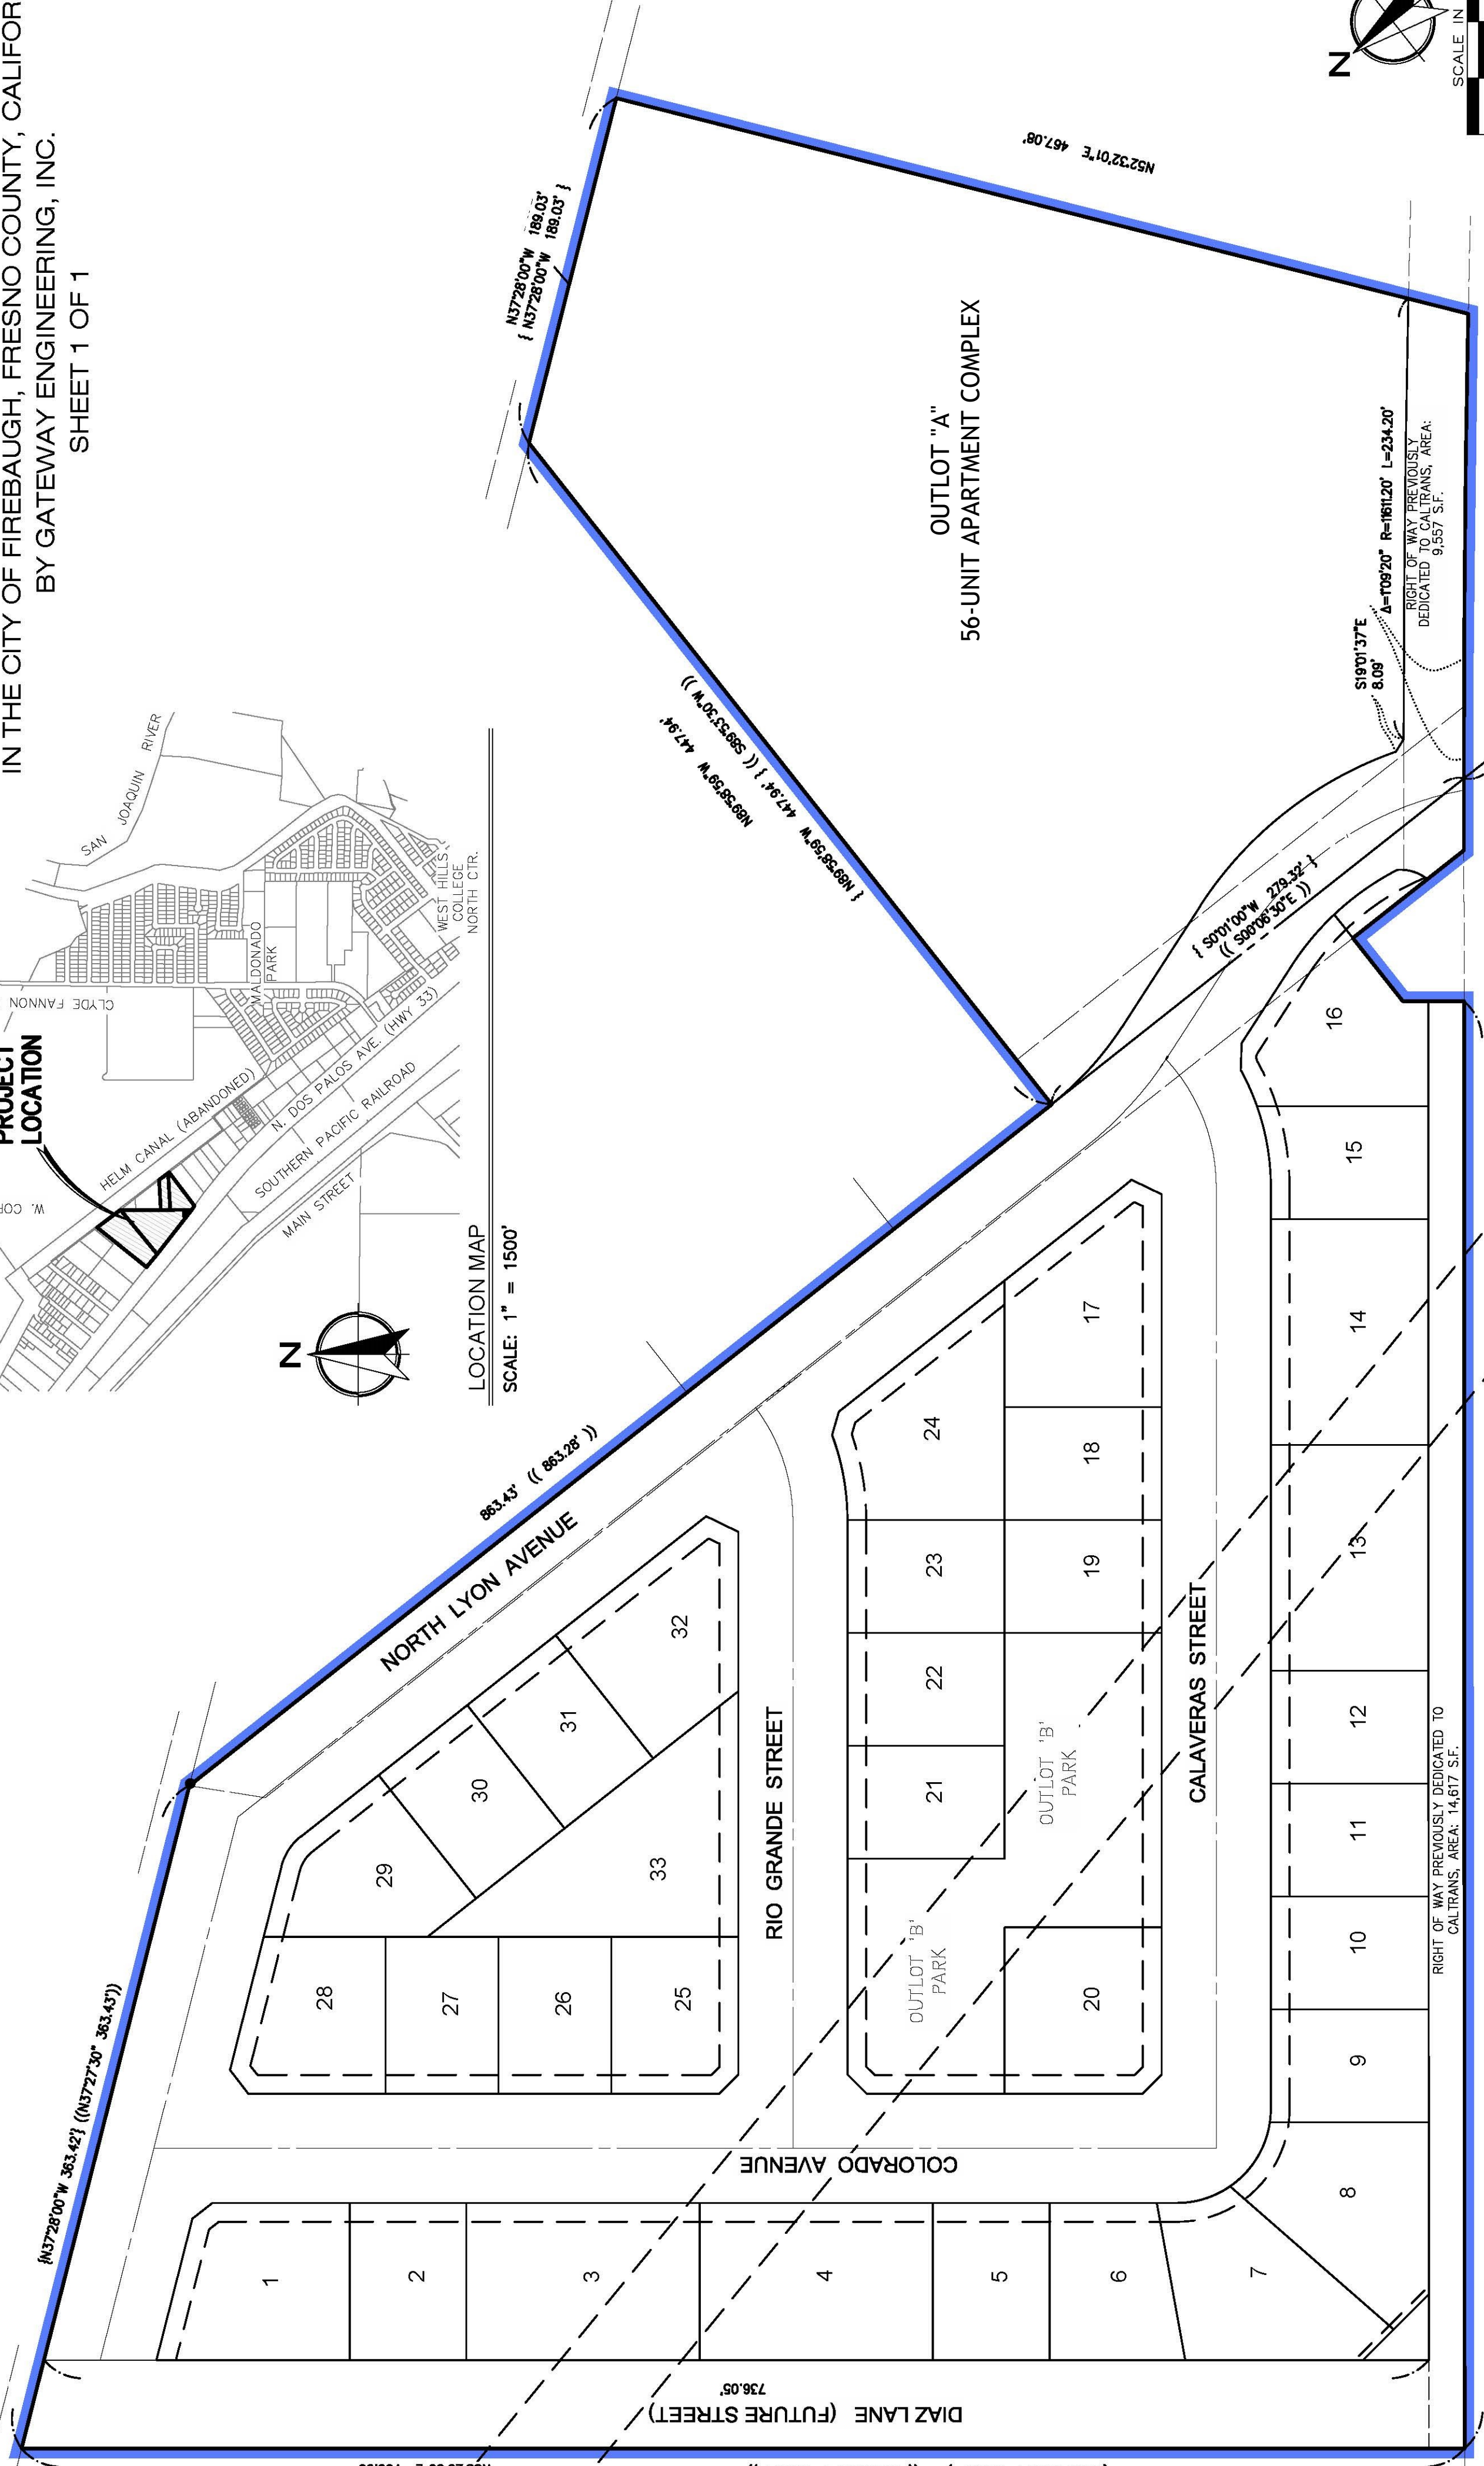 IN THE CITY OF FIREBAUGH, FRESNO COUNTY, CALIFOR
BY GATEWAY ENGINEERING, INC.
SHEET 1 OF 1
PROJECT
LOCATION
SAN JOAQUIN RIVER
CLYDE FANNON
MALDONADO
PARK
WEST HILLS
COLLEGE
NORTH CTR.
HELM CANAL (ABANDONED)
N. DOS PALOS AVE. (HWY 33)
SOUTHERN PACIFIC RAILROAD
MAIN STREET
N
LOCATION MAP
SCALE: 1" = 1500'
N
SCALE IN
N37°28'00"W 189.03'
{ N37°28'00"W 189.03' }
N52°32'01"E 467.08'
OUTLOT "A"
56-UNIT APARTMENT COMPLEX
N89°58'59"W 447.94'
{ N89°58'59"W 447.94' } (( S89°53'30"W ))
S19°01'37"E
8.09'
Δ=1°09'20" R=11611.20' L=234.20'
RIGHT OF WAY PREVIOUSLY
DEDICATED TO CALTRANS, AREA:
9,557 S.F.
{ S0°01'00"W 279.32' }
(( S00°06'30"E ))
863.43' (( 863.28' ))
NORTH LYON AVENUE
{N37°28'00"W 363.42'} ((N37°27'30" 363.43'))
RIO GRANDE STREET
CALAVERAS STREET
COLORADO AVENUE
DIAZ LANE (FUTURE STREET)
736.05'
OUTLOT 'B'
PARK
OUTLOT 'B'
PARK
RIGHT OF WAY PREVIOUSLY DEDICATED TO
CALTRANS, AREA: 14,617 S.F.
1
2
3
4
5
6
7
8
9
10
11
12
13
14
15
16
17
18
19
20
21
22
23
24
25
26
27
28
29
30
31
32
33